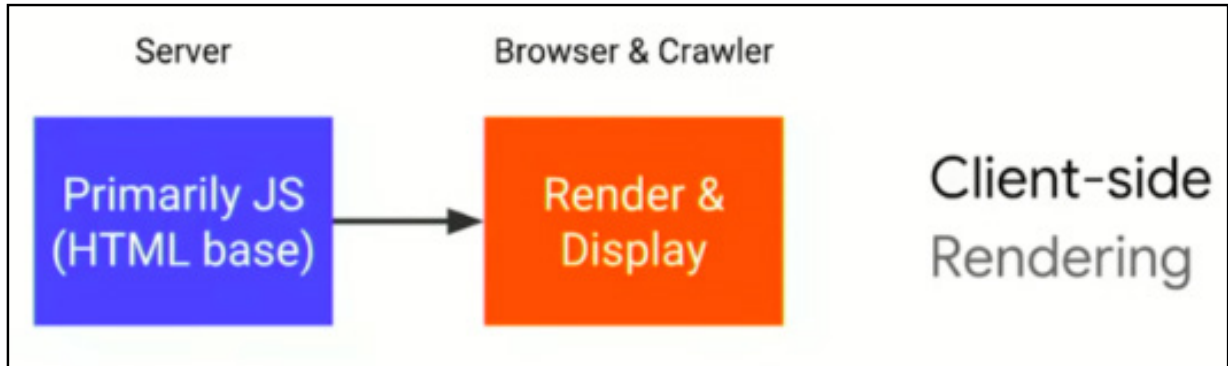 Server
Browser & Crawler
Primarily JS
(HTML base)
Render &
Display
Client-side
Rendering